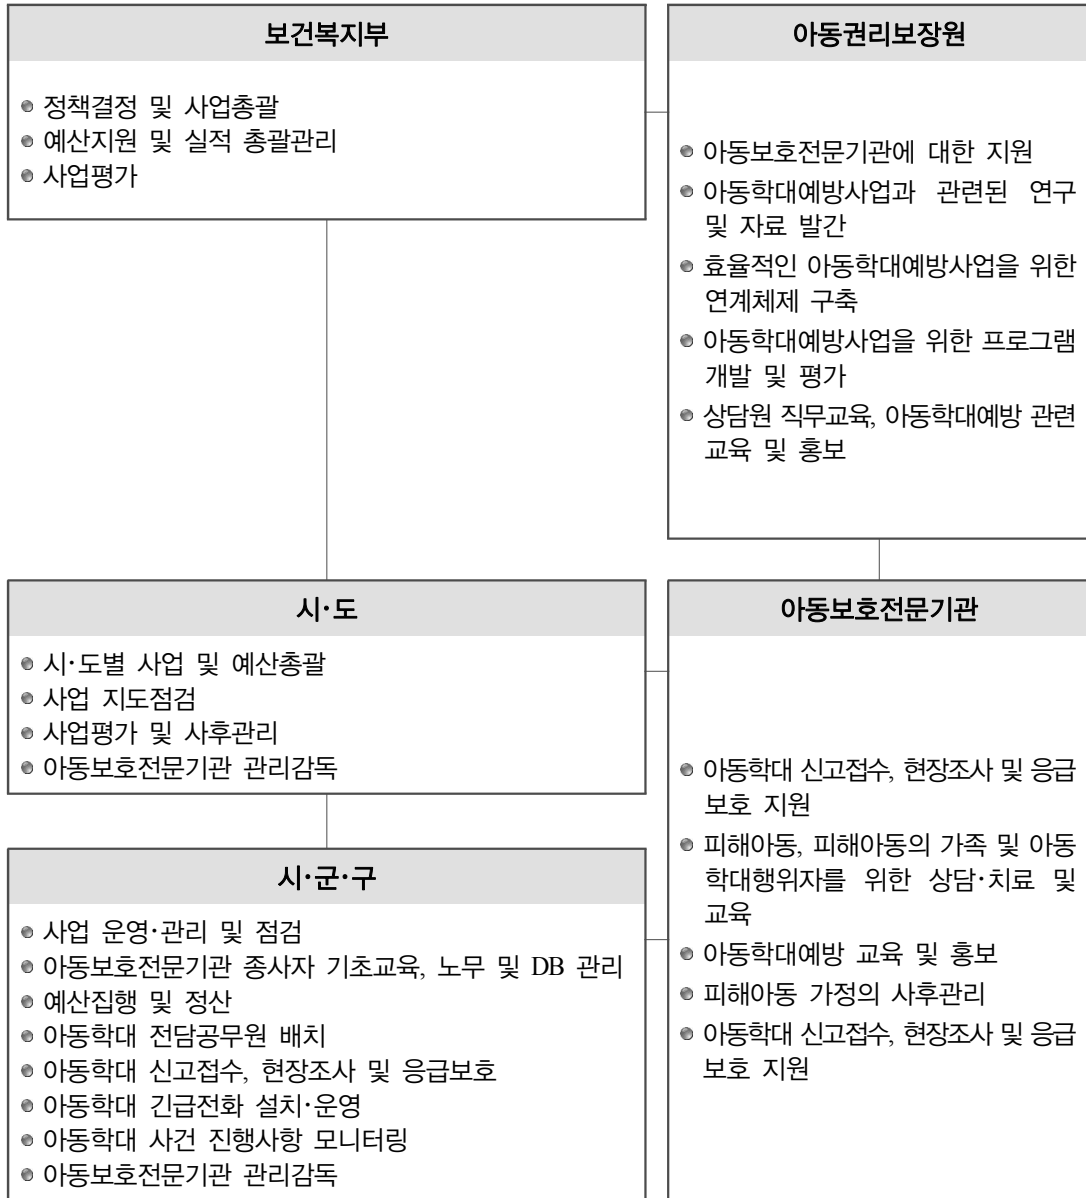 보건복지부
정책결정 및 사업총괄
예산지원 및 실적 총괄관리
사업평가
아동권리보장원
아동보호전문기관에 대한 지원
아동학대예방사업과 관련된 연구
및 자료 발간
효율적인 아동학대예방사업을 위한
연계체제 구축
아동학대예방사업을 위한 프로그램
개발 및 평가
상담원 직무교육, 아동학대예방 관련
교육 및 홍보
시·도
시·도별 사업 및 예산총괄
사업 지도점검
사업평가 및 사후관리
아동보호전문기관 관리감독
아동보호전문기관
아동학대 신고접수, 현장조사 및 응급
보호 지원
피해아동, 피해아동의 가족 및 아동
학대행위자를 위한 상담·치료 및
교육
아동학대예방 교육 및 홍보
피해아동 가정의 사후관리
아동학대 신고접수, 현장조사 및 응급
보호 지원
시·군·구
사업 운영·관리 및 점검
아동보호전문기관 종사자 기초교육, 노무 및 DB 관리
예산집행 및 정산
아동학대 전담공무원 배치
아동학대 신고접수, 현장조사 및 응급보호
아동학대 긴급전화 설치·운영
아동학대 사건 진행사항 모니터링
아동보호전문기관 관리감독